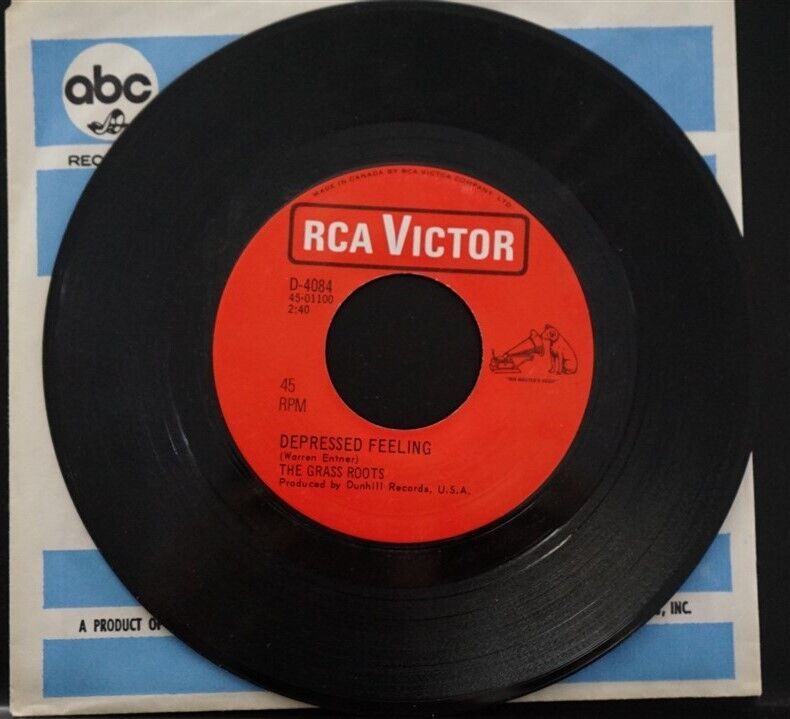 abc
REC
MADE IN CANADA BY RCA VICTOR COMPANY, LTD
RCA VICTOR
D-4084
45-01100
2:40
"HIS MASTER'S VOICE"
45
RPM
DEPRESSED FEELING
(Warren Entner)
THE GRASS ROOTS
Produced by Dunhill Records, U.S.A.
A PRODUCT OF
, INC.